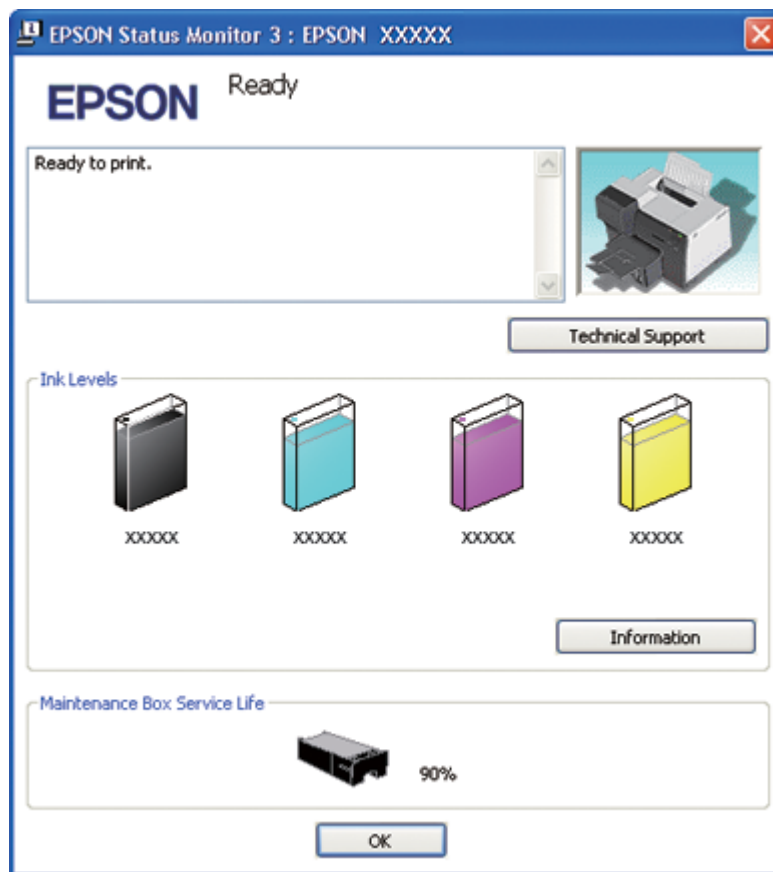 EPSON Status Monitor 3 : EPSON XXXXX
EPSON
Ready
Ready to print.
Technical Support
Ink Levels
XXXXX
XXXXX
XXXXX
XXXXX
Information
Maintenance Box Service Life
90%
OK